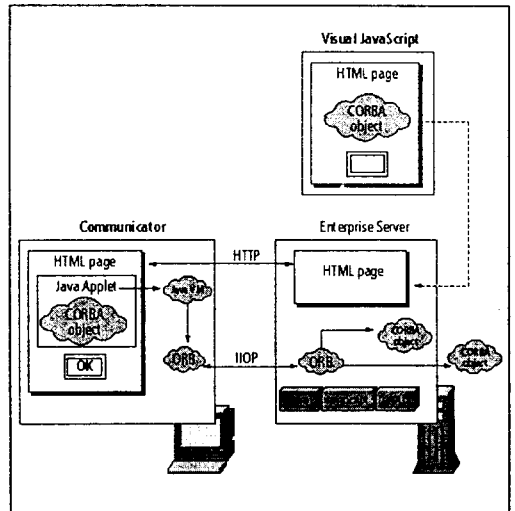 Visual JavaScript
HTML page
CORBA
object
Communicator
Enterprise Server
HTTP
HTML page
HTML page
Java Applet
Java VM
CORBA
object
CORBA
object
ORB
IIOP
ORB
CORBA
object
OK